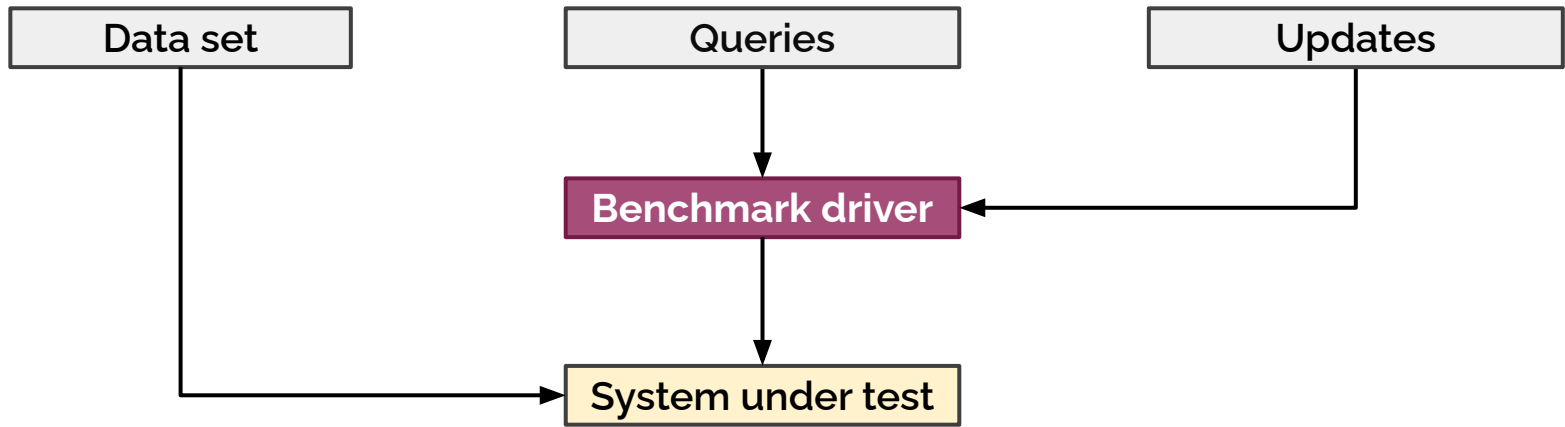 Data set
Queries
Updates
Benchmark driver
System under test